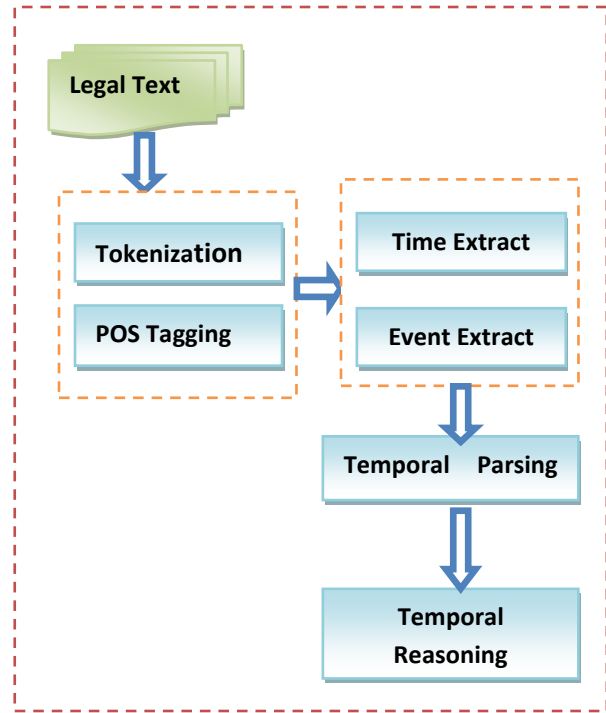 Legal Text
Tokenization
POS Tagging
Time Extract
Event Extract
Temporal Parsing
Temporal
Reasoning